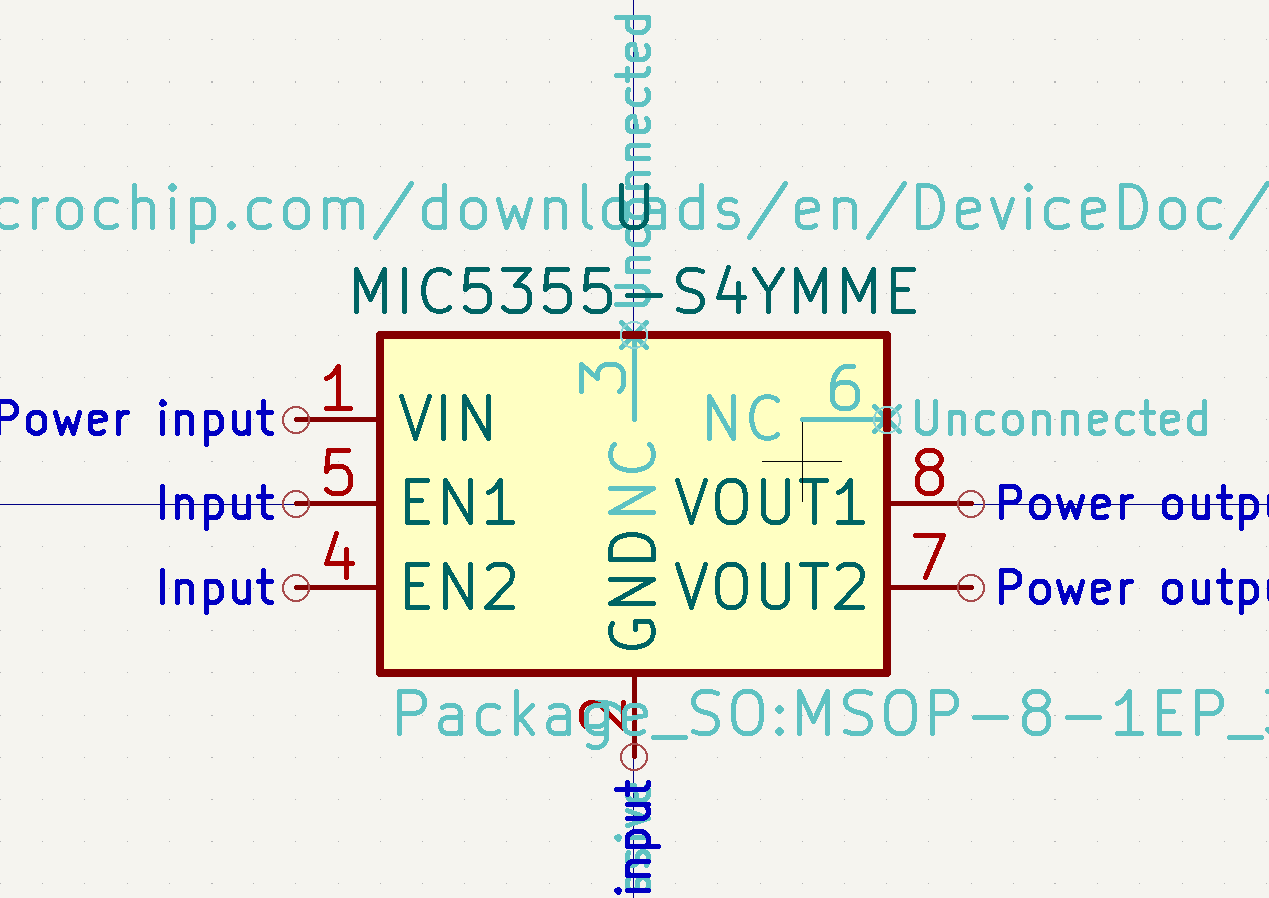 Unconnected
crochip.com/downloads/en/DeviceDoc/
U
MIC5355-S4YMME
3
1
6
Power input
VIN
NC
Unconnected
5
8
Input
EN1
NC
VOUT1
Power outpu
4
7
Input
EN2
GND
VOUT2
Power outpu
2
Package_SO:MSOP-8-1EP_3
input